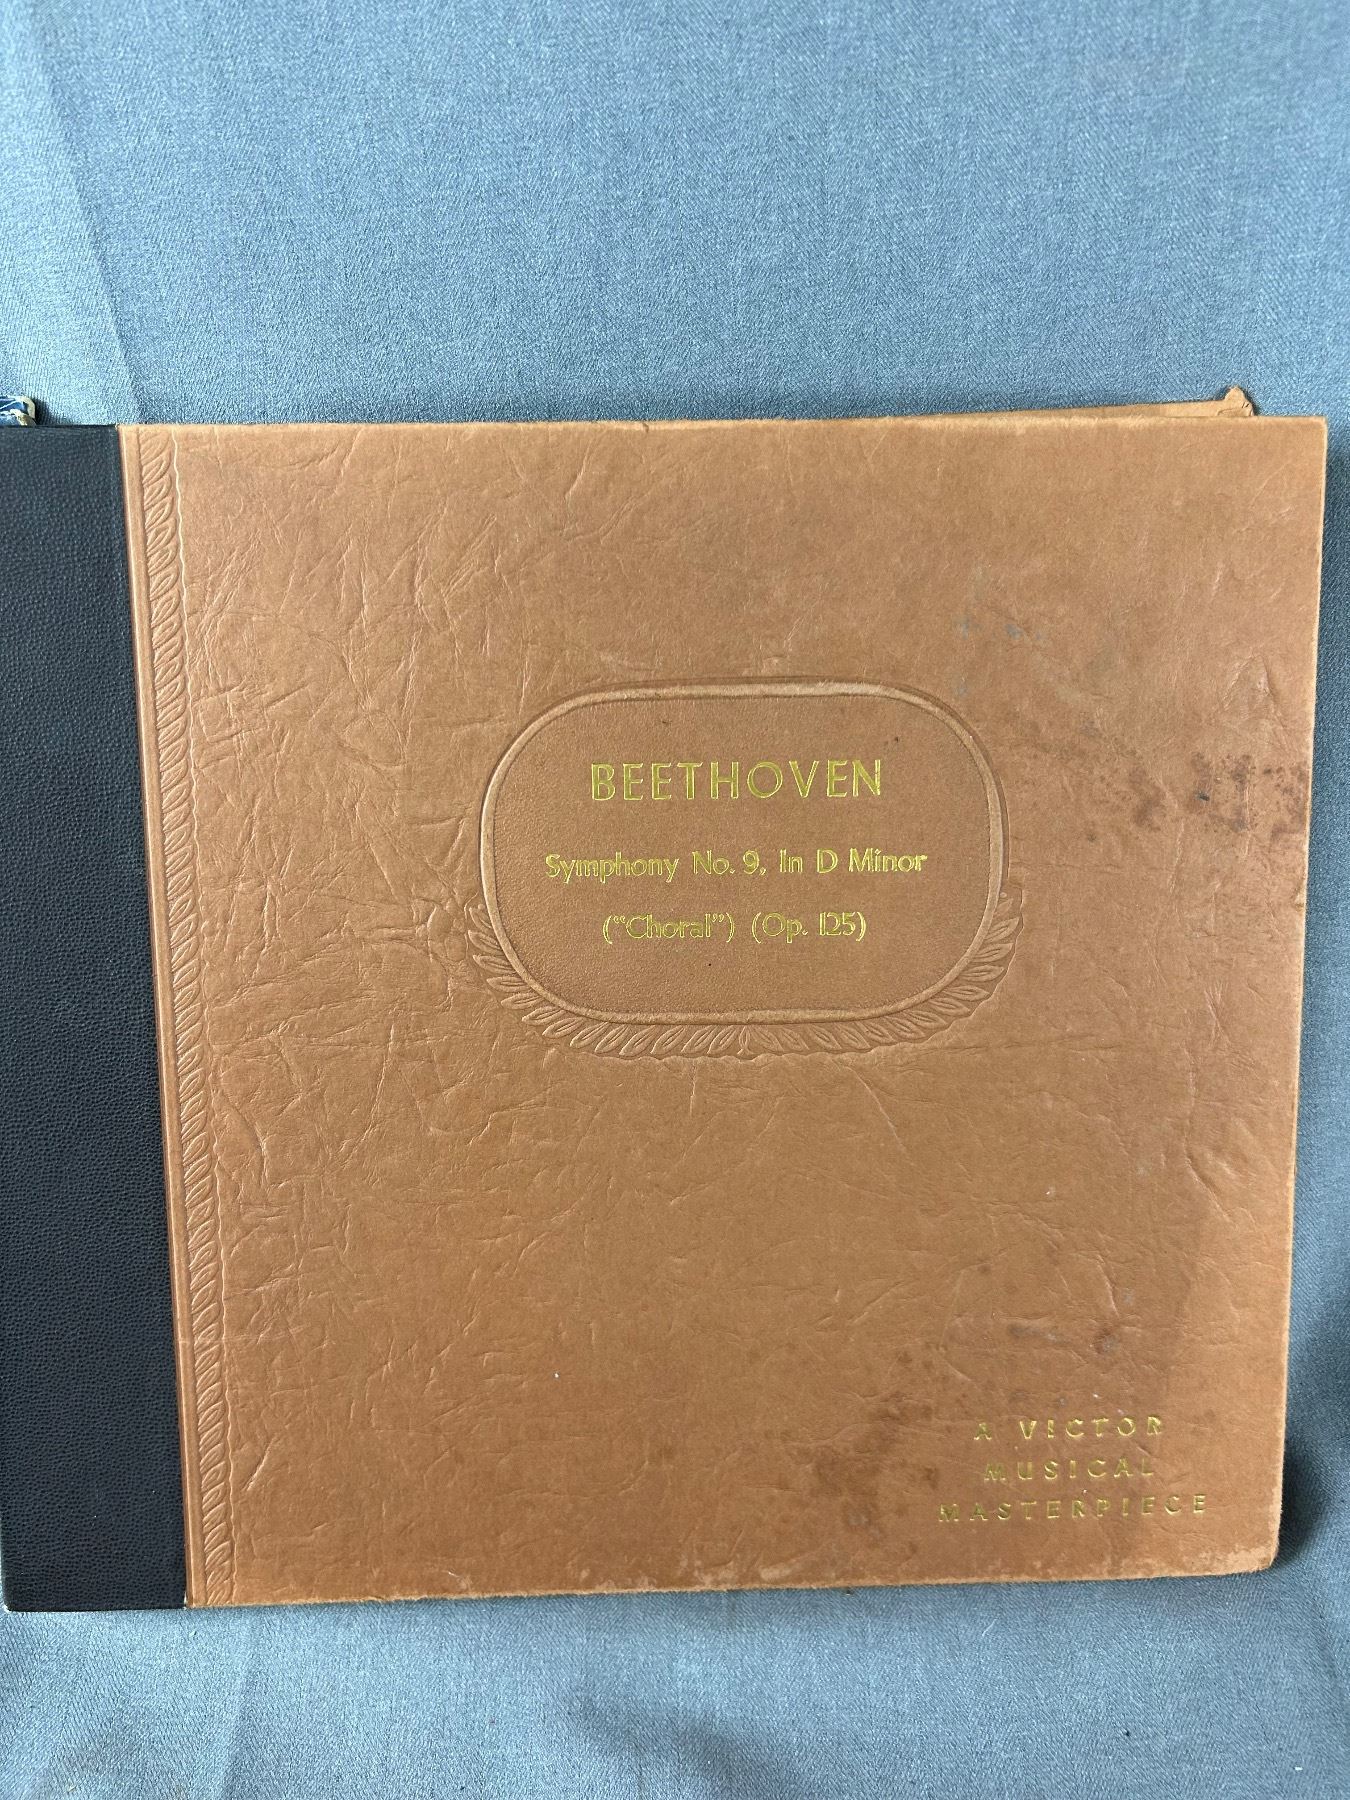 BEETHOVEN
Symphony No. 9, In D Minor
("Choral") (Op. 125)
A VICTOR
MUSICAL
MASTERPIECE